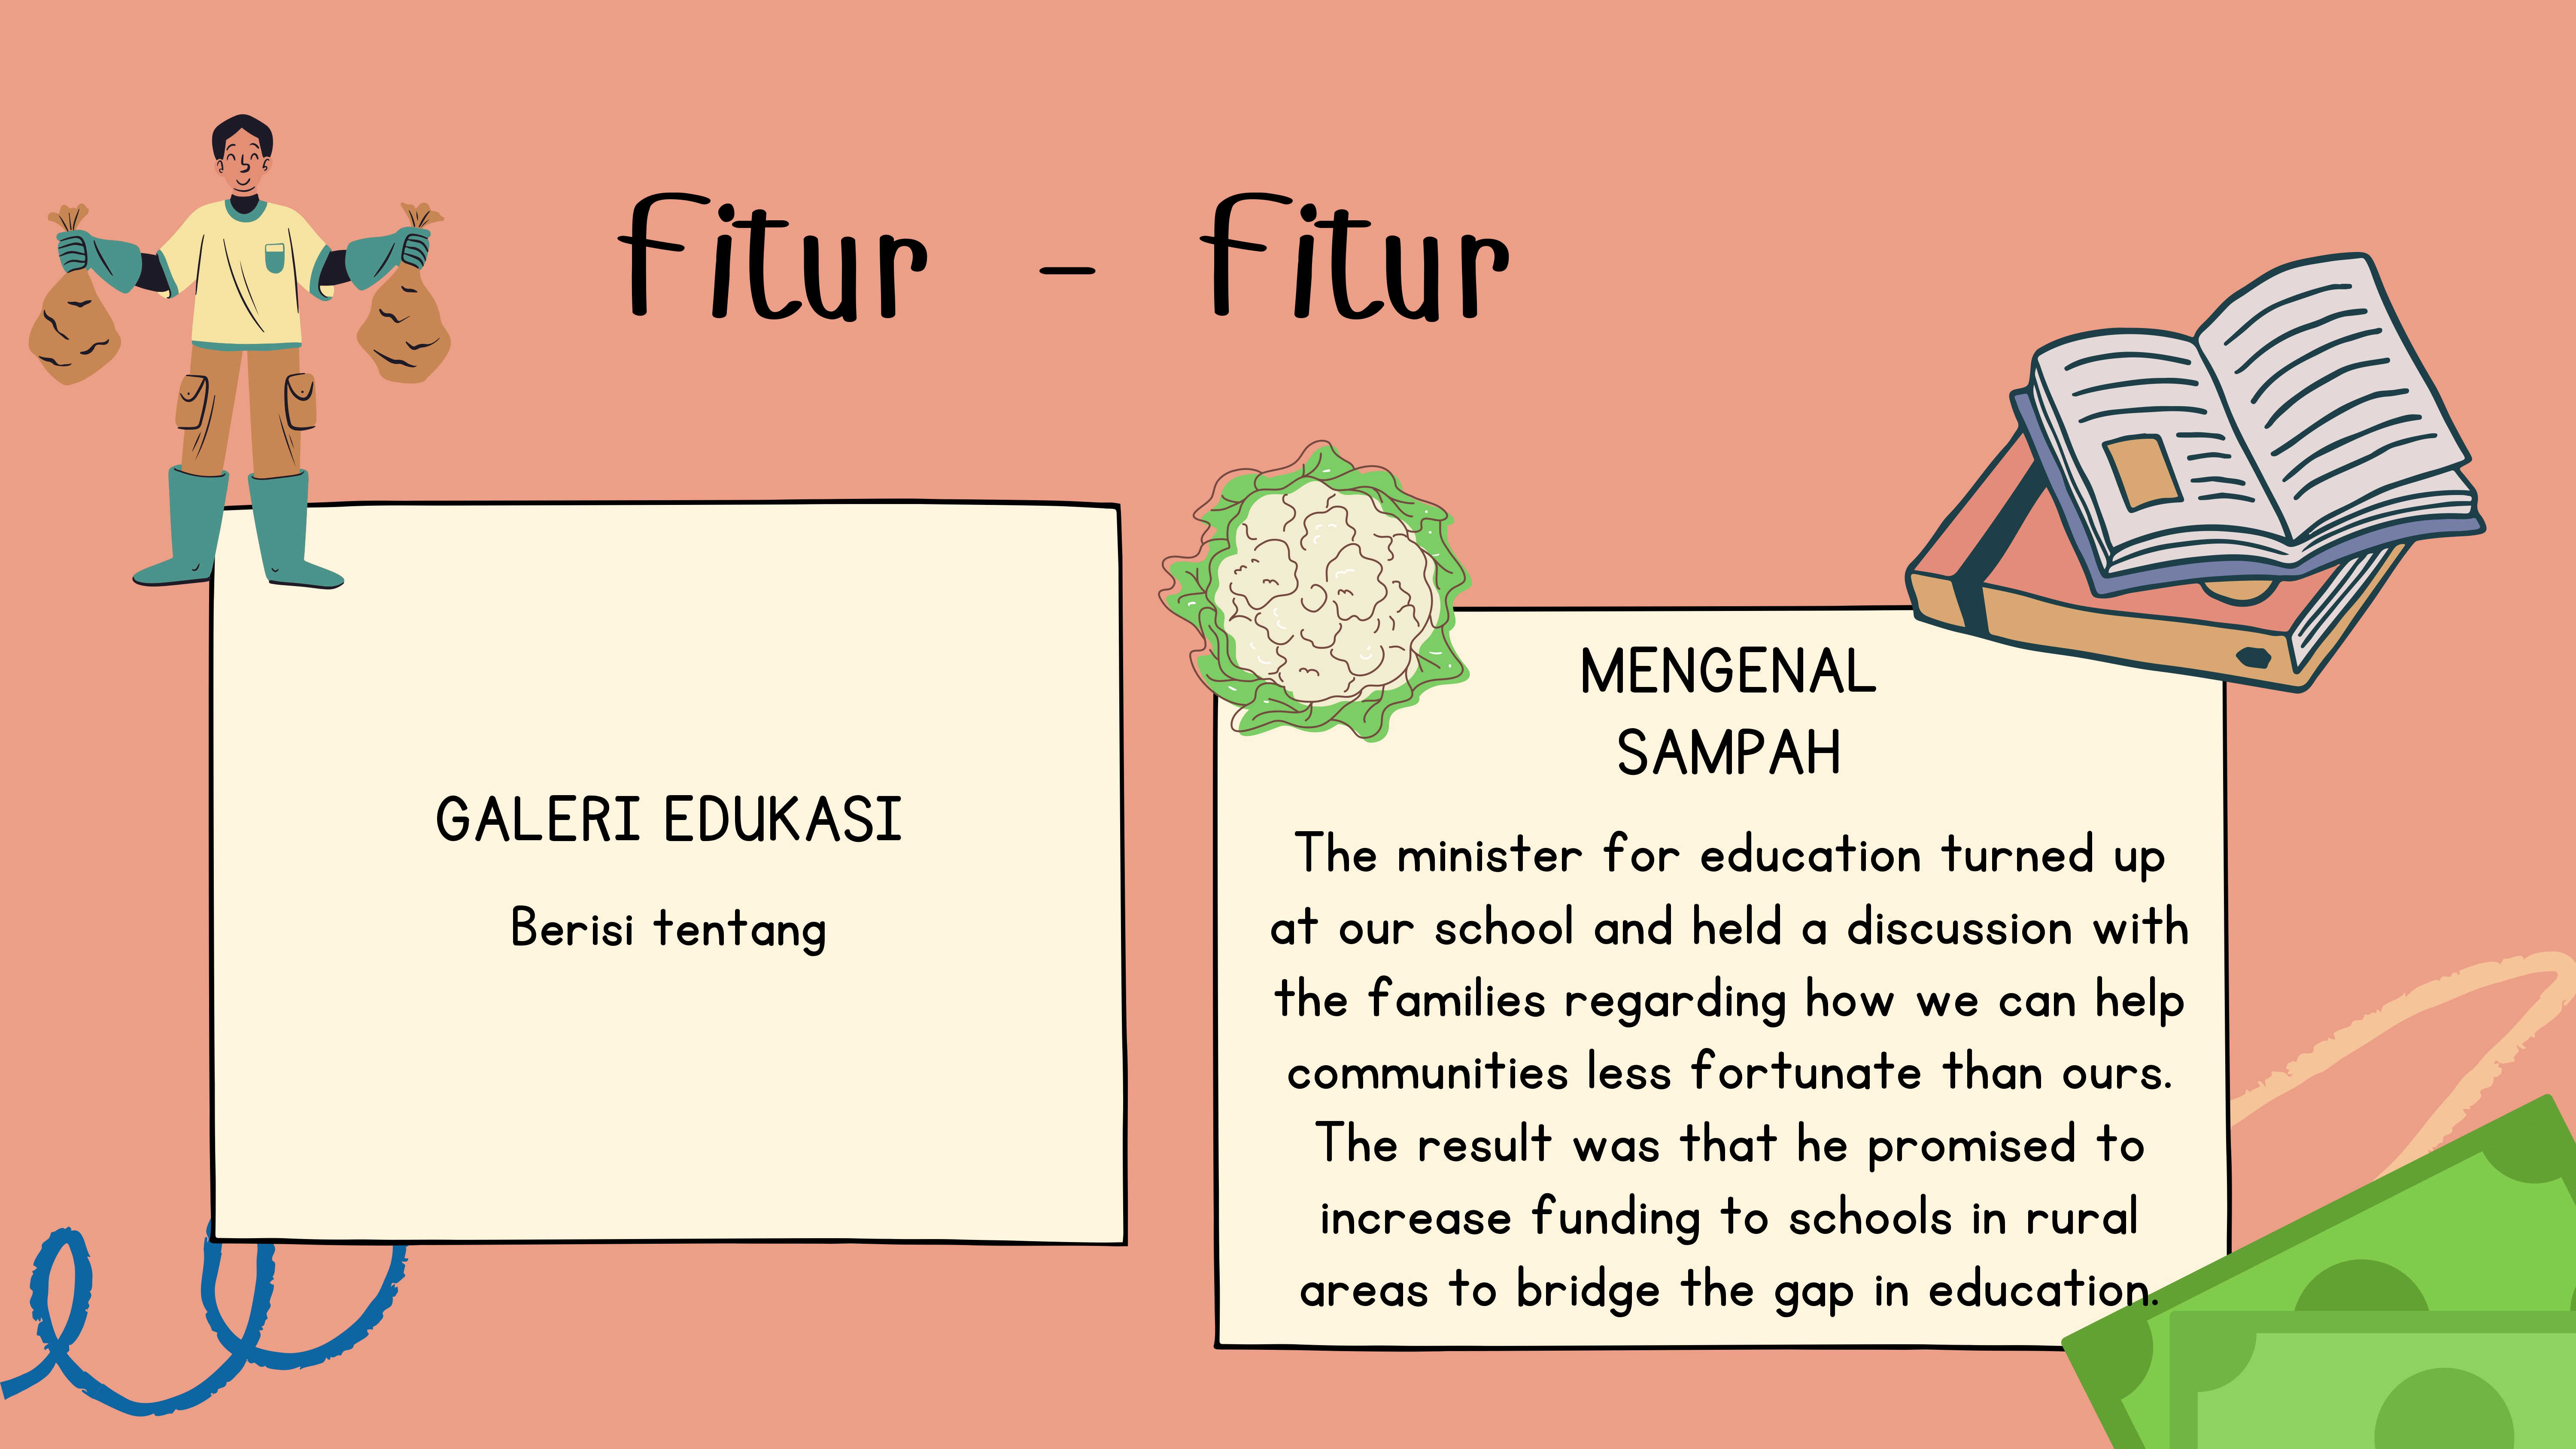 Fitur - Fitur
GALERI EDUKASI
Berisi tentang
MENGENAL
SAMPAH
The minister for education turned up
at our school and held a discussion with
the families regarding how we can help
communities less fortunate than ours.
The result was that he promised to
increase funding to schools in rural
areas to bridge the gap in education.